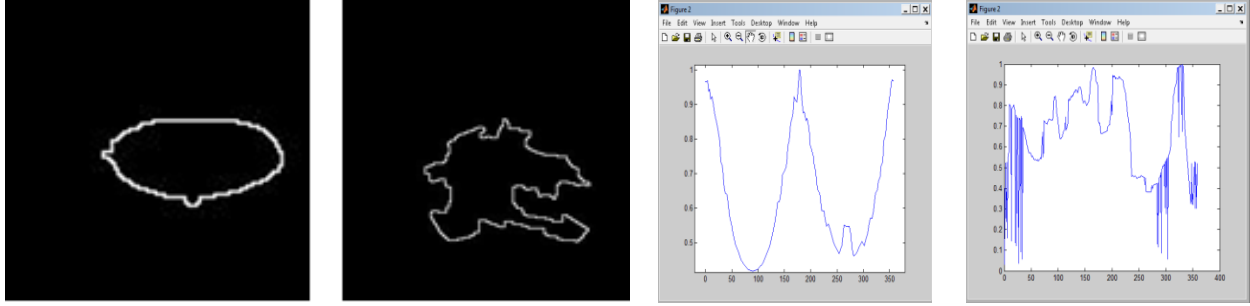 Figure 2
File Edit View Insert Tools Desktop Window Help
1
0.9
0.8
0.7
0.6
0.5
0 50 100 150 200 250 300 350
Figure 2
File Edit View Insert Tools Desktop Window Help
1
0.9
0.8
0.7
0.6
0.5
0.4
0.3
0.2
0.1
0
0 50 100 150 200 250 300 350 400